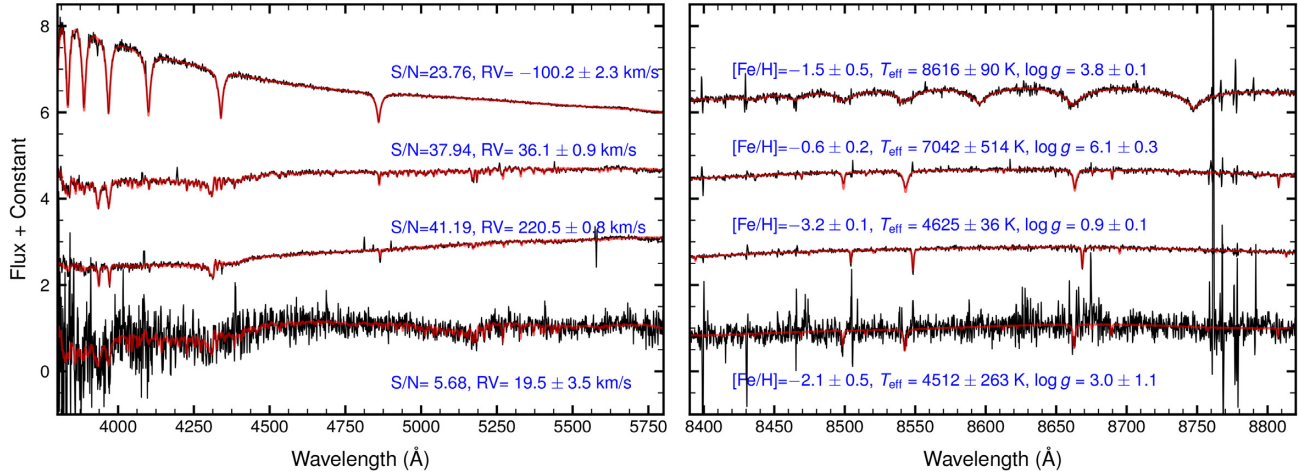 8
6
4
2
0
Flux + Constant
S/N=23.76, RV= −100.2 ± 2.3 km/s
S/N=37.94, RV= 36.1 ± 0.9 km/s
S/N=41.19, RV= 220.5 ± 0.8 km/s
S/N= 5.68, RV= 19.5 ± 3.5 km/s
4000 4250 4500 4750 5000 5250 5500 5750
Wavelength (Å)
[Fe/H]=−1.5 ± 0.5, Teff = 8616 ± 90 K, log g = 3.8 ± 0.1
[Fe/H]=−0.6 ± 0.2, Teff = 7042 ± 514 K, log g = 6.1 ± 0.3
[Fe/H]=−3.2 ± 0.1, Teff = 4625 ± 36 K, log g = 0.9 ± 0.1
[Fe/H]=−2.1 ± 0.5, Teff = 4512 ± 263 K, log g = 3.0 ± 1.1
8400 8450 8500 8550 8600 8650 8700 8750 8800
Wavelength (Å)